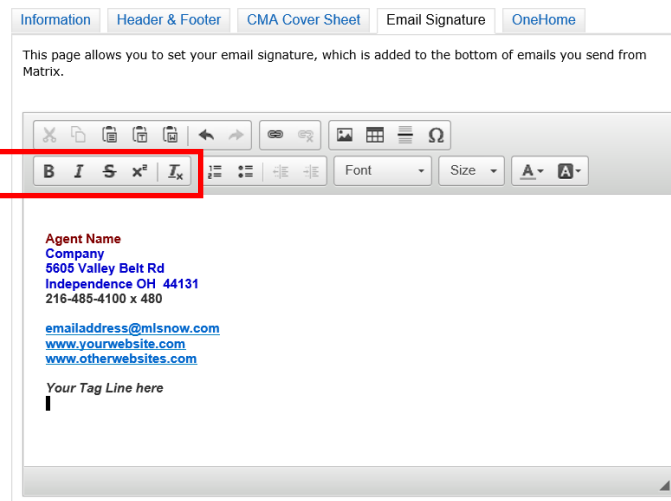 Information Header & Footer CMA Cover Sheet Email Signature OneHome
This page allows you to set your email signature, which is added to the bottom of emails you send from
Matrix.
Ω
B I S x² Ix Font Size A A
Agent Name
Company
5605 Valley Belt Rd
Independence OH 44131
216-485-4100 x 480
emailaddress@mlsnow.com
www.yourwebsite.com
www.otherwebsites.com
Your Tag Line here